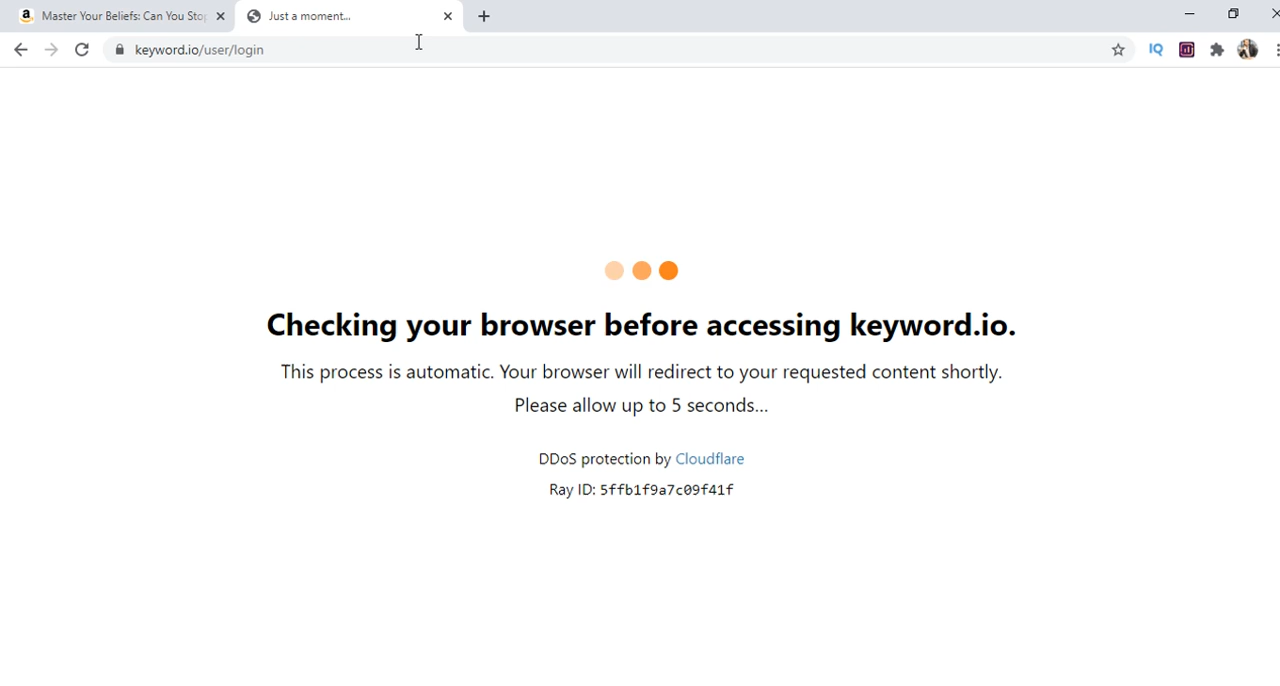 Master Your Beliefs: Can You Stop
Just a moment...
keyword.io/user/login
IQ
Checking your browser before accessing keyword.io.
This process is automatic. Your browser will redirect to your requested content shortly.
Please allow up to 5 seconds...
DDoS protection by Cloudflare
Ray ID: 5ffb1f9a7c09f41f